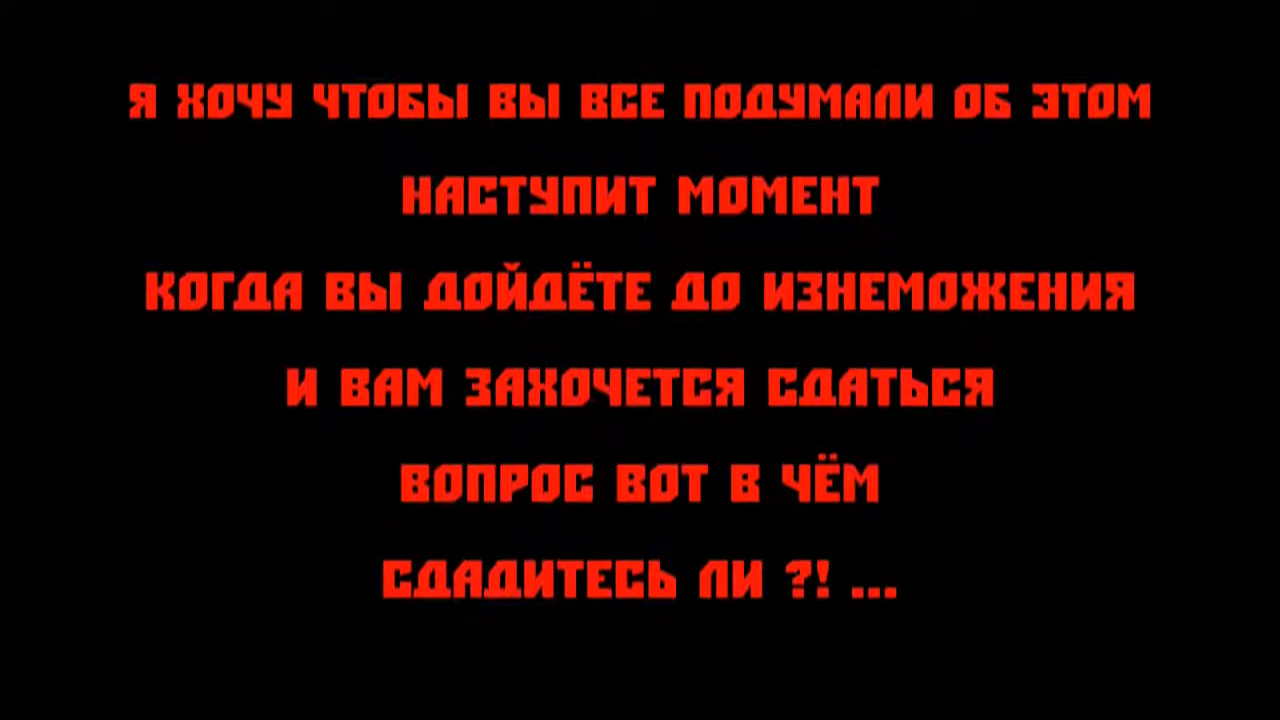 Я ХОЧУ ЧТОБЫ ВЫ ВСЕ ПОДУМАЛИ ОБ ЭТОМ
НАСТУПИТ МОМЕНТ
КОГДА ВЫ ДОЙДЁТЕ ДО ИЗНЕМОЖЕНИЯ
И ВАМ ЗАХОЧЕТСЯ СДАТЬСЯ
ВОПРОС ВОТ В ЧЁМ
СДАДИТЕСЬ ЛИ ?! ...